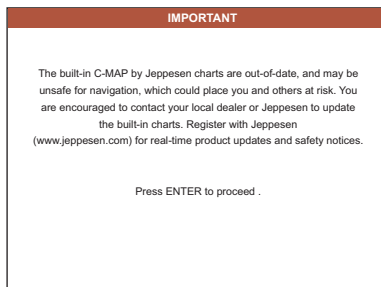 IMPORTANT
The built-in C-MAP by Jeppesen charts are out-of-date, and may be
unsafe for navigation, which could place you and others at risk. You
are encouraged to contact your local dealer or Jeppesen to update
the built-in charts. Register with Jeppesen
(www.jeppesen.com) for real-time product updates and safety notices.
Press ENTER to proceed .